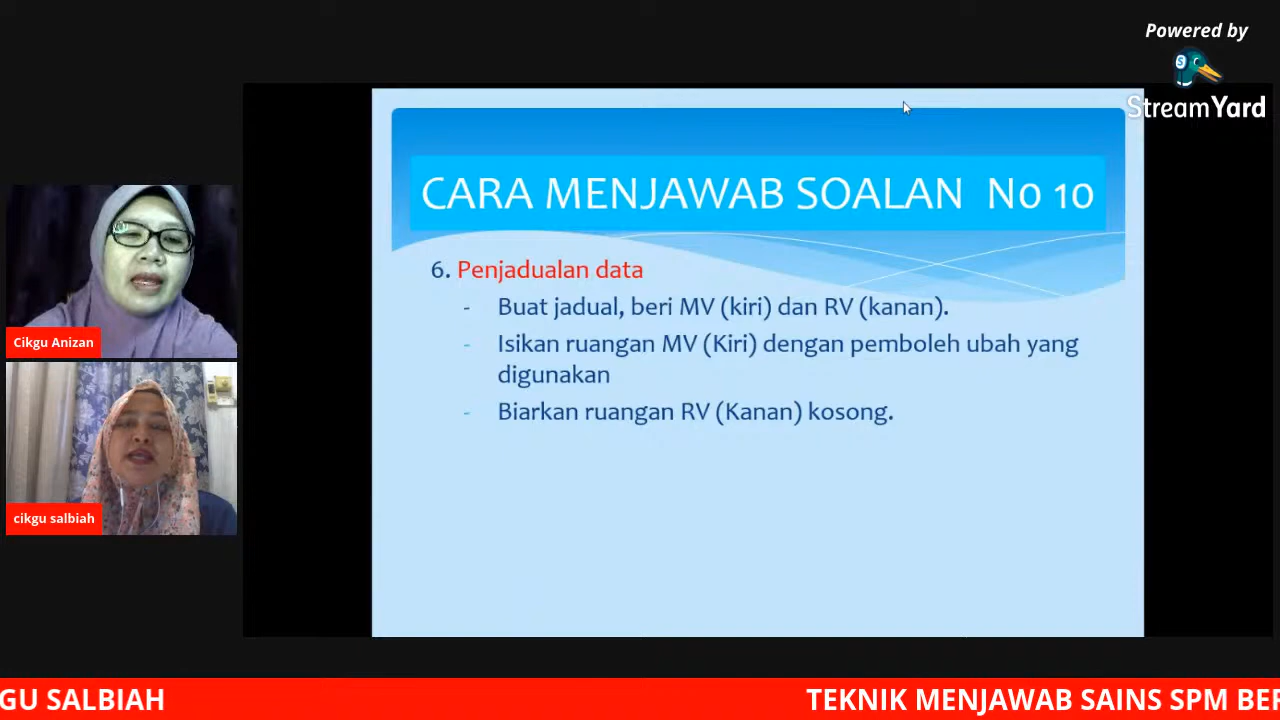 Powered by
StreamYard
CARA MENJAWAB SOALAN No 10
6. Penjadualan data
- Buat jadual, beri MV (kiri) dan RV (kanan).
- Isikan ruangan MV (Kiri) dengan pemboleh ubah yang
digunakan
- Biarkan ruangan RV (Kanan) kosong.
Cikgu Anizan
cikgu salbiah
GU SALBIAH
TEKNIK MENJAWAB SAINS SPM BER